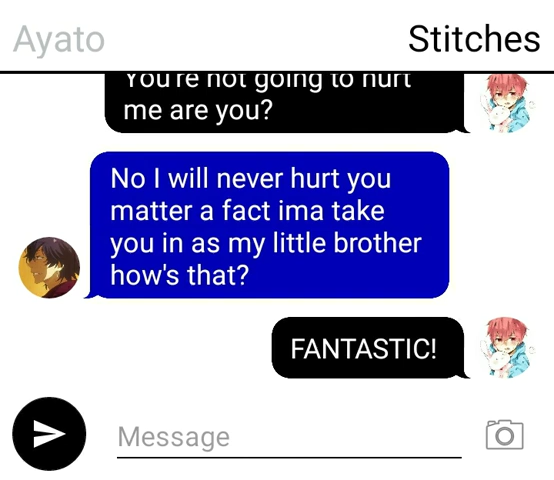 Ayato
Stitches
You're not going to hurt
me are you?
No I will never hurt you
matter a fact ima take
you in as my little brother
how's that?
FANTASTIC!
Message